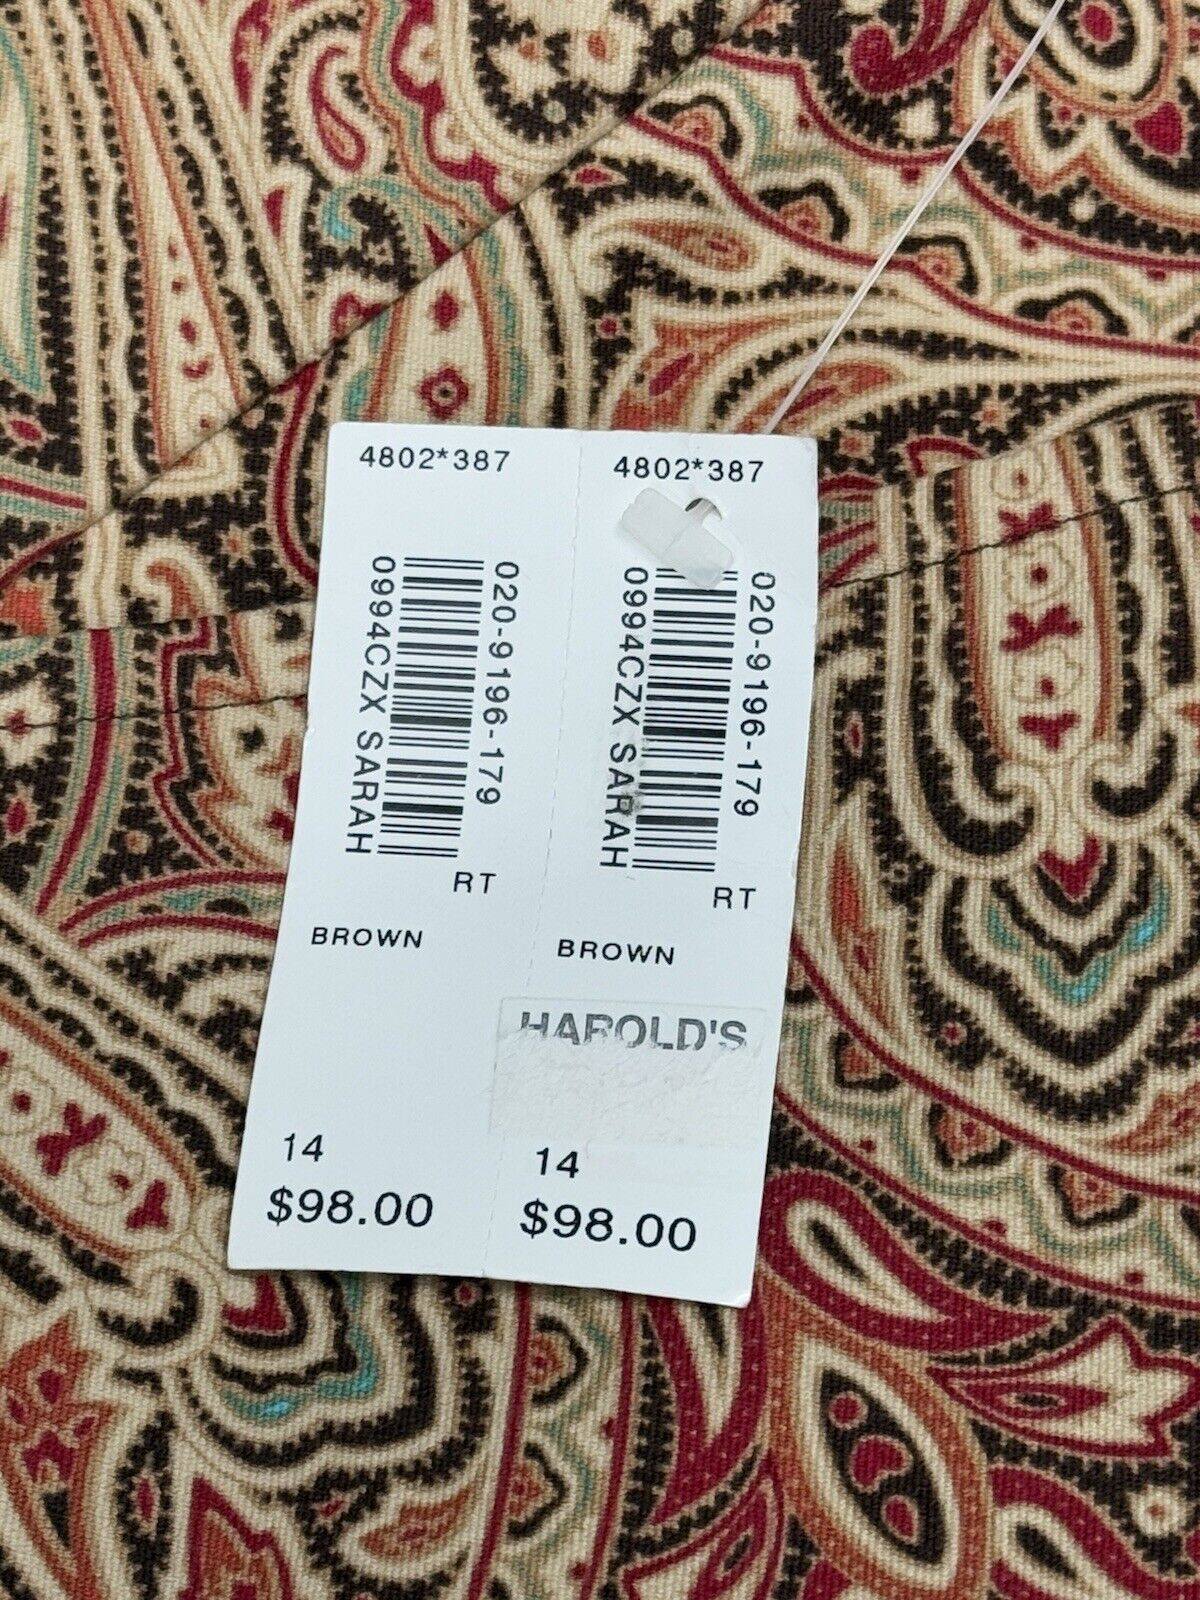 4802*387
020-9196-179
0994CZX SARAH
RT
BROWN
14
$98.00
4802*387
020-9196-179
0994CZX SARAH
RT
BROWN
HAROLD'S
14
$98.00